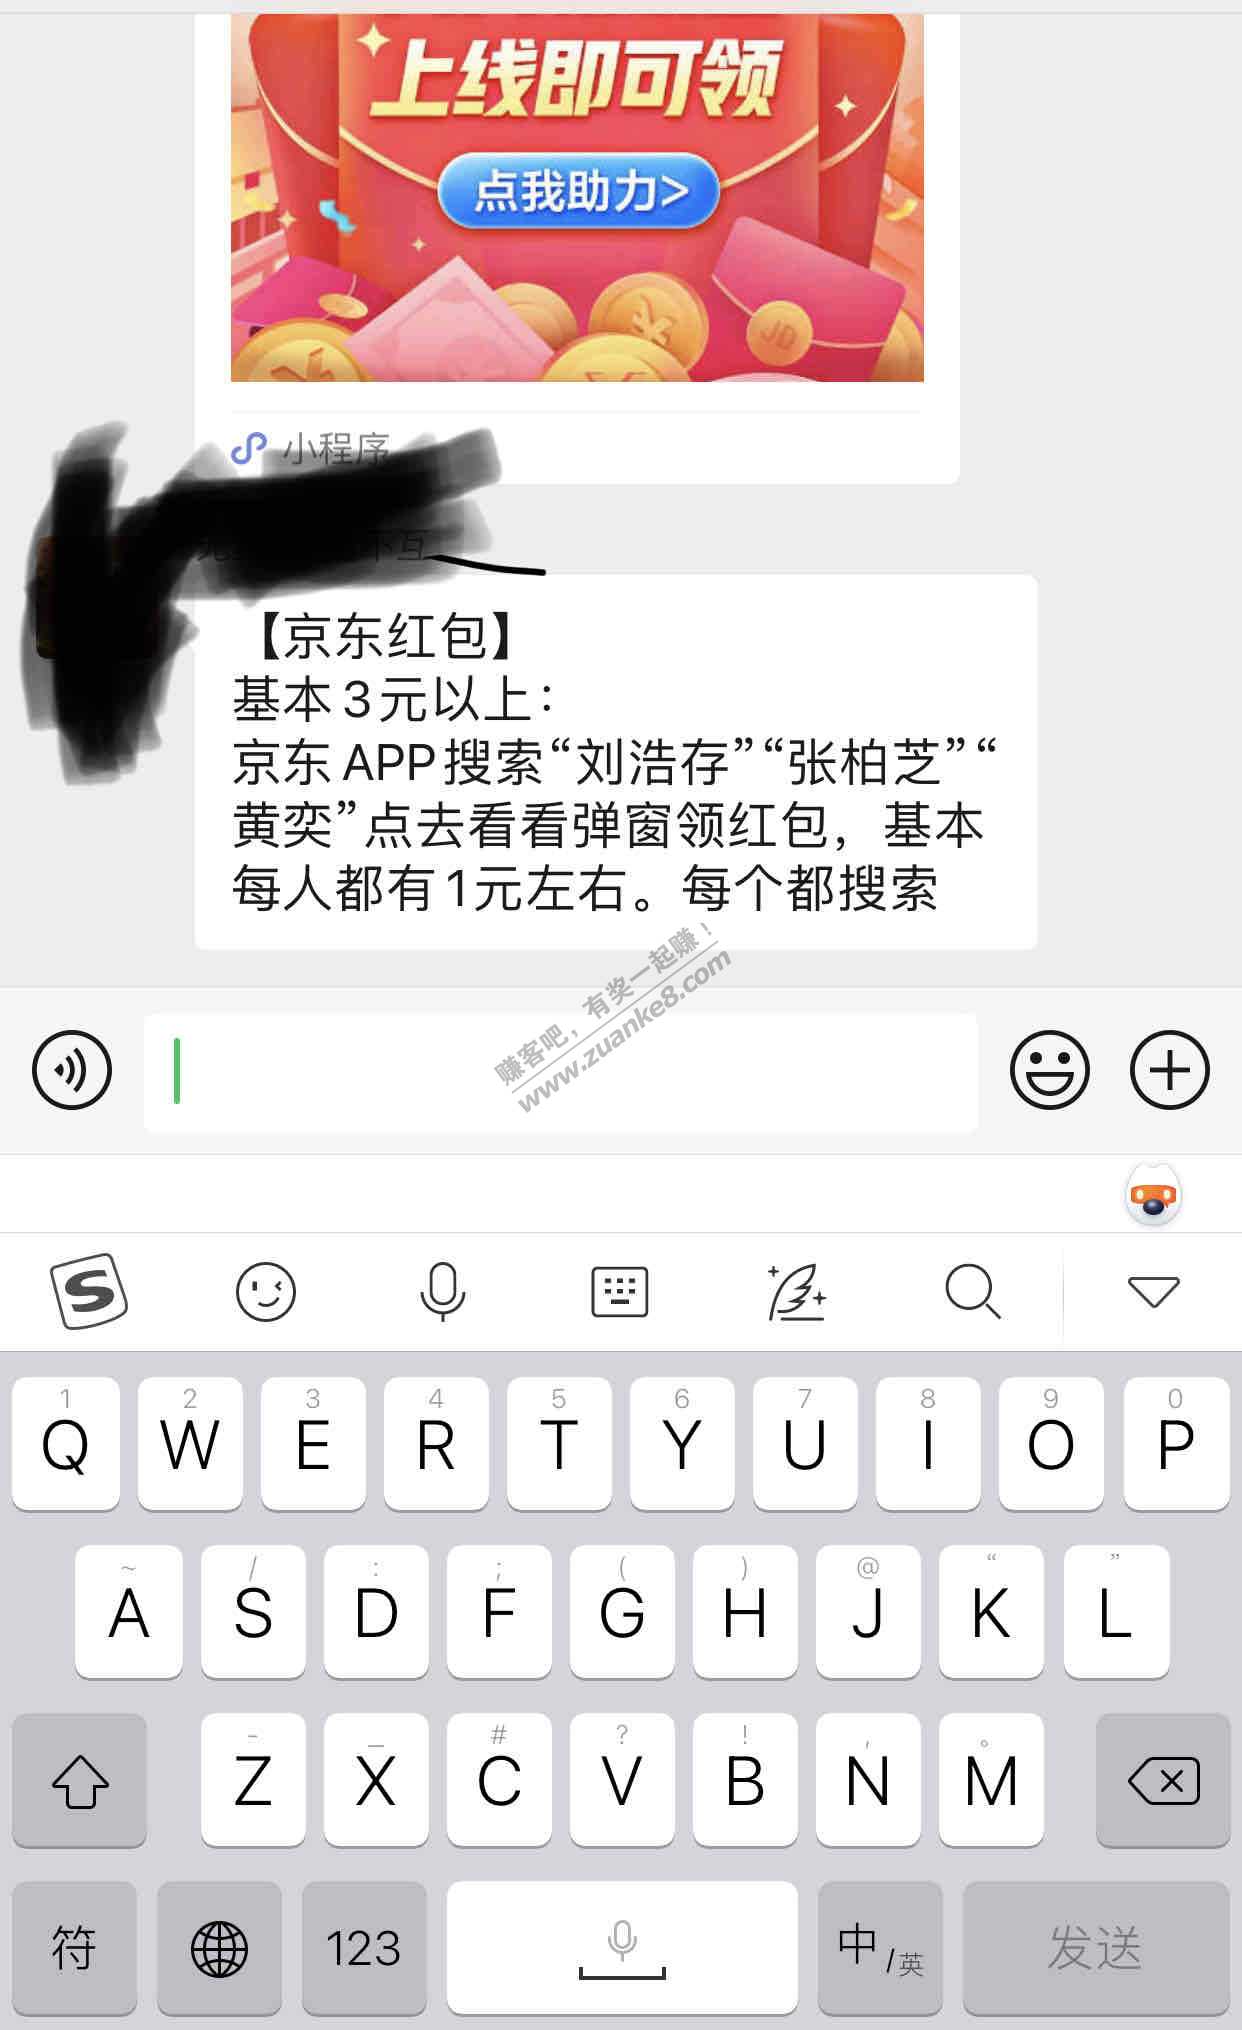 上线即可领
点我助力>
JD
小程序
不互
【京东红包】
基本3元以上：
京东APP搜索“刘浩存”“张柏芝”“
黄奕”点去看看弹窗领红包，基本
每人都有1元左右。每个都搜索
赚客吧，有奖一起赚！
www.zuanke8.com
S
1 2 3 4 5 6 7 8 9 0
Q W E R T Y U I O P
~ / : ; ( ) @ “ ”
A S D F G H J K L
- _ # ? ! , 。
Z X C V B N M
符 123 中/英 发送